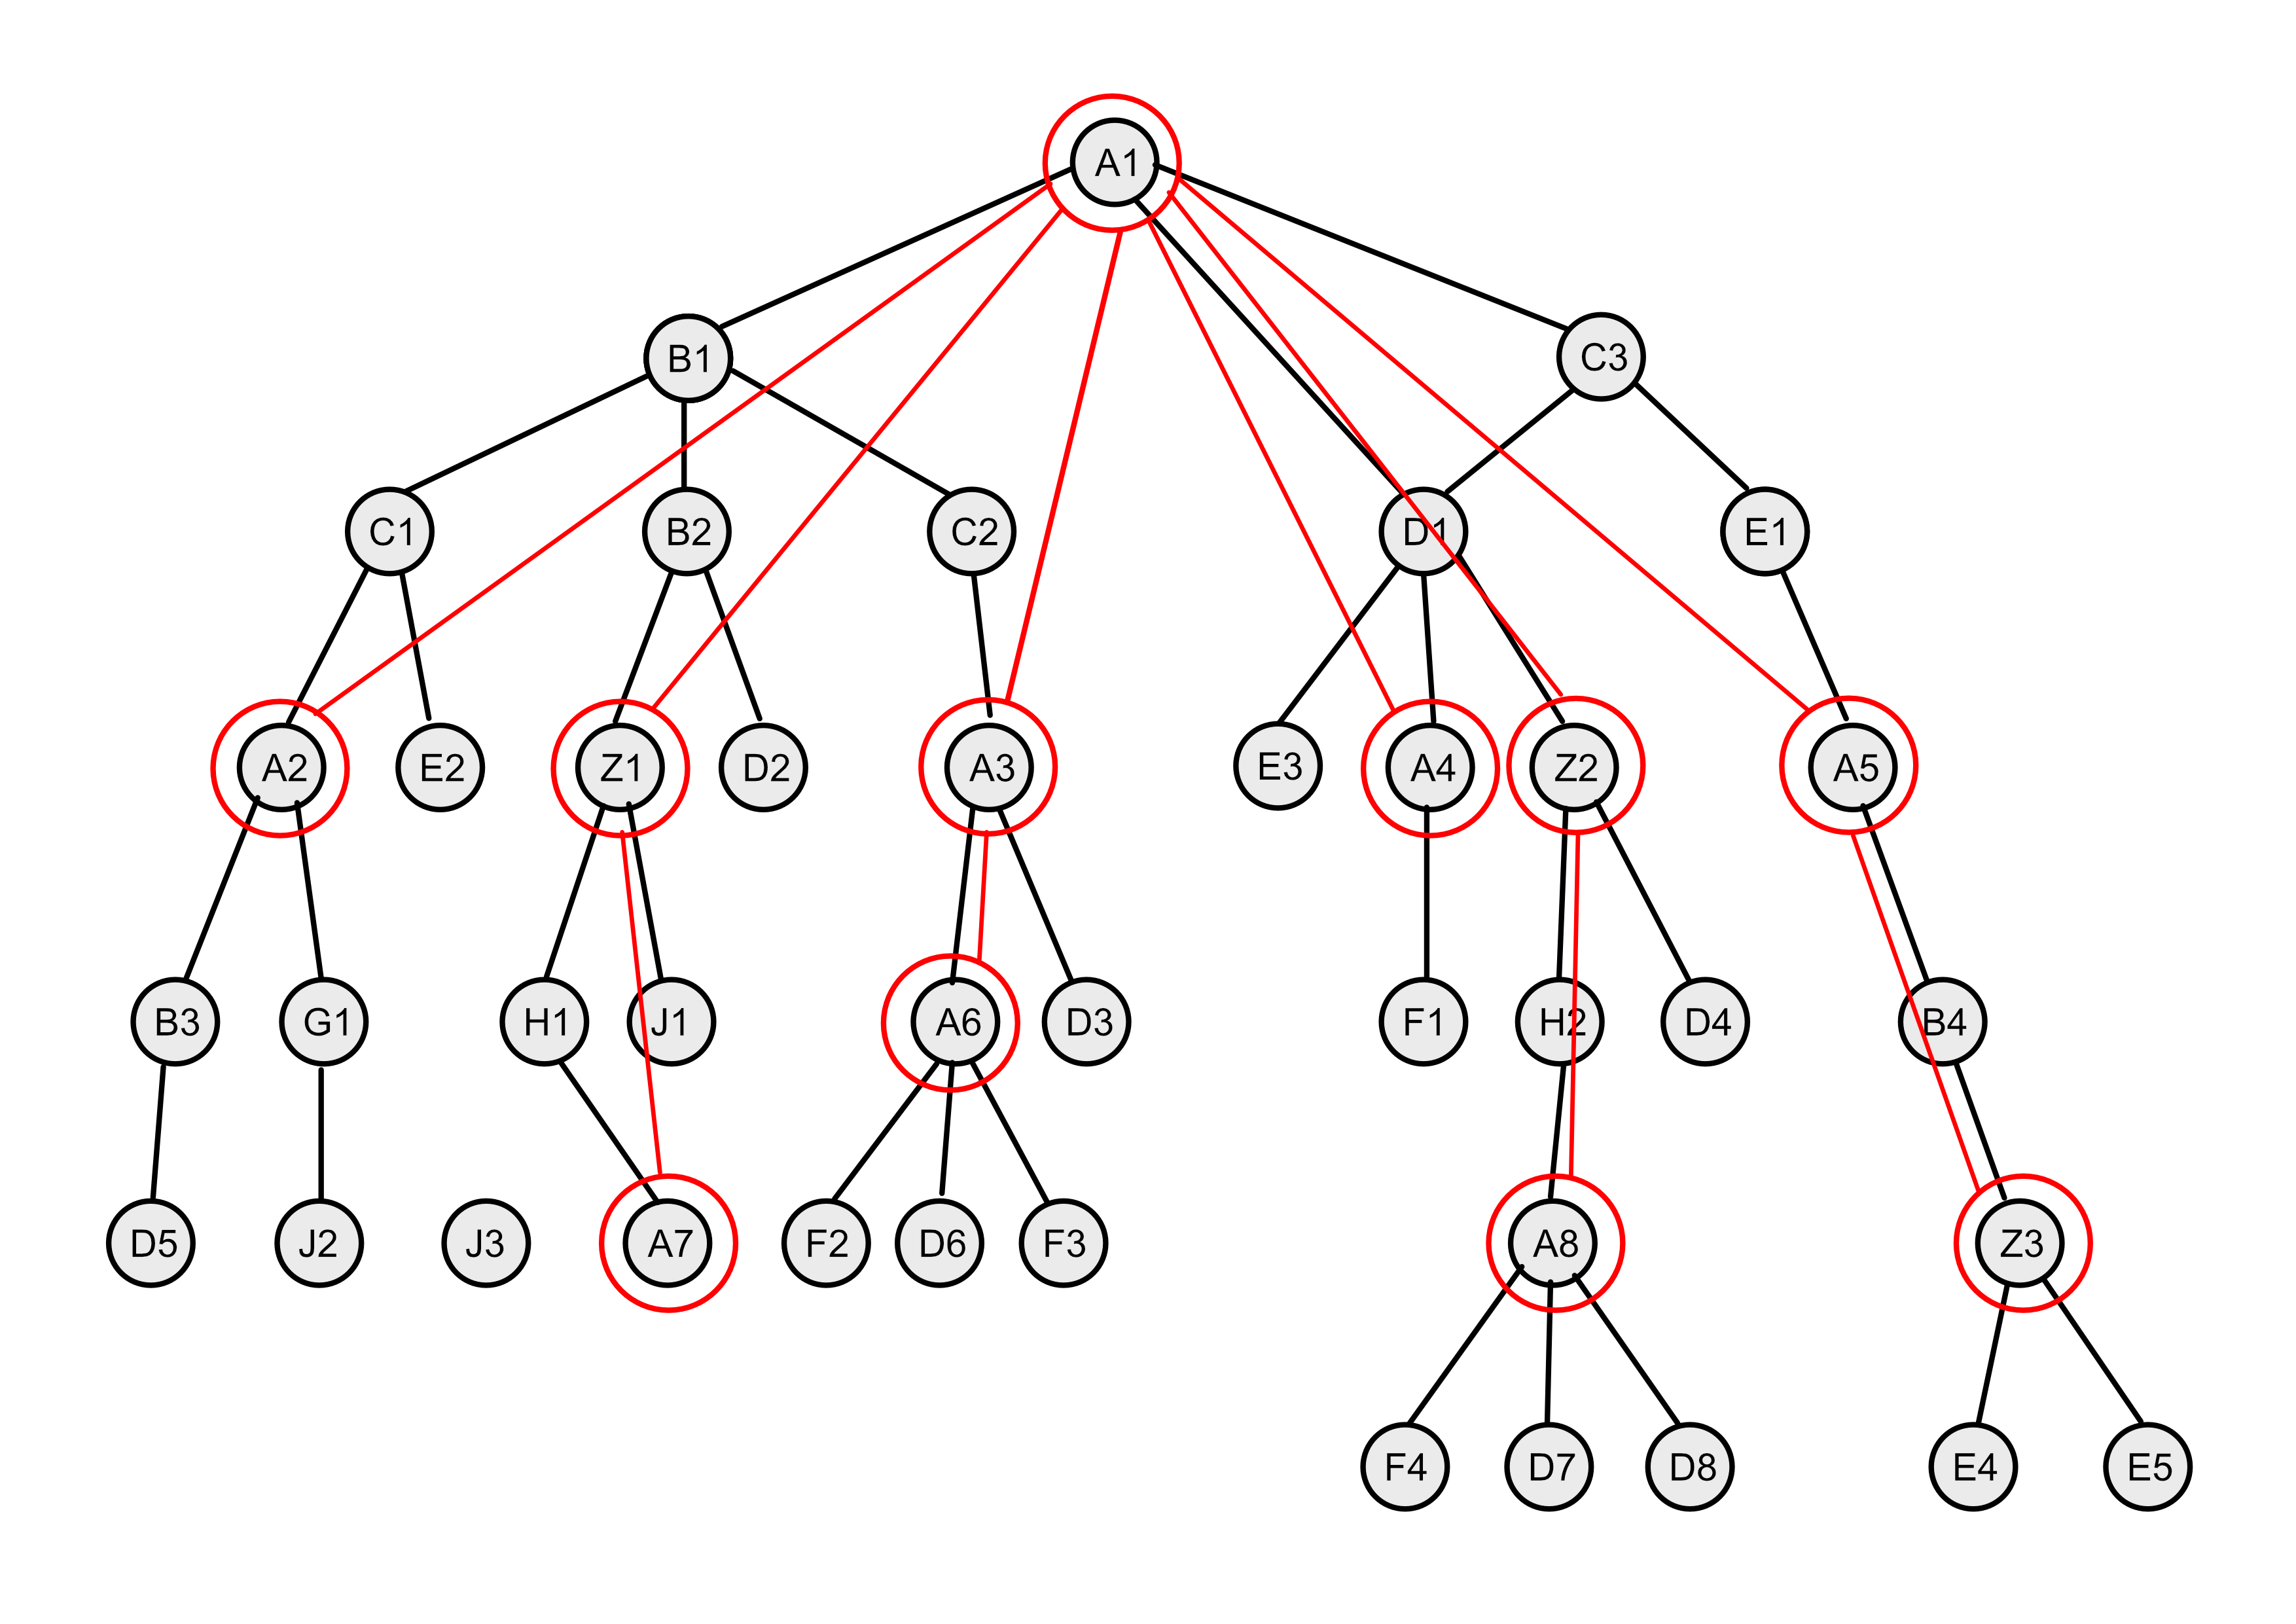 A1
B1 C3
C1 B2 C2 D1 E1
A2 E2 Z1 D2 A3 E3 A4 Z2 A5
B3 G1 H1 J1 A6 D3 F1 H2 D4 B4
D5 J2 J3 A7 F2 D6 F3 A8 Z3
F4 D7 D8 E4 E5